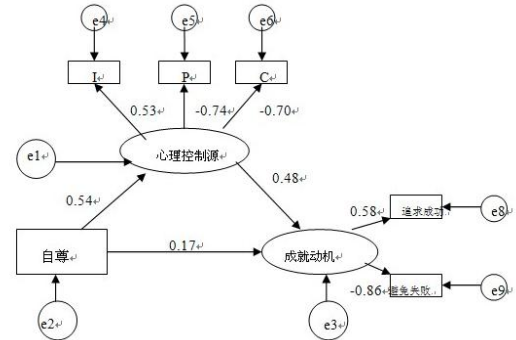 e4
e5
e6
I
P
C
0.53
-0.74
-0.70
e1
心理控制源
0.54
0.48
0.58
追求成功
e8
自尊
0.17
成就动机
-0.86
避免失败
e9
e2
e3